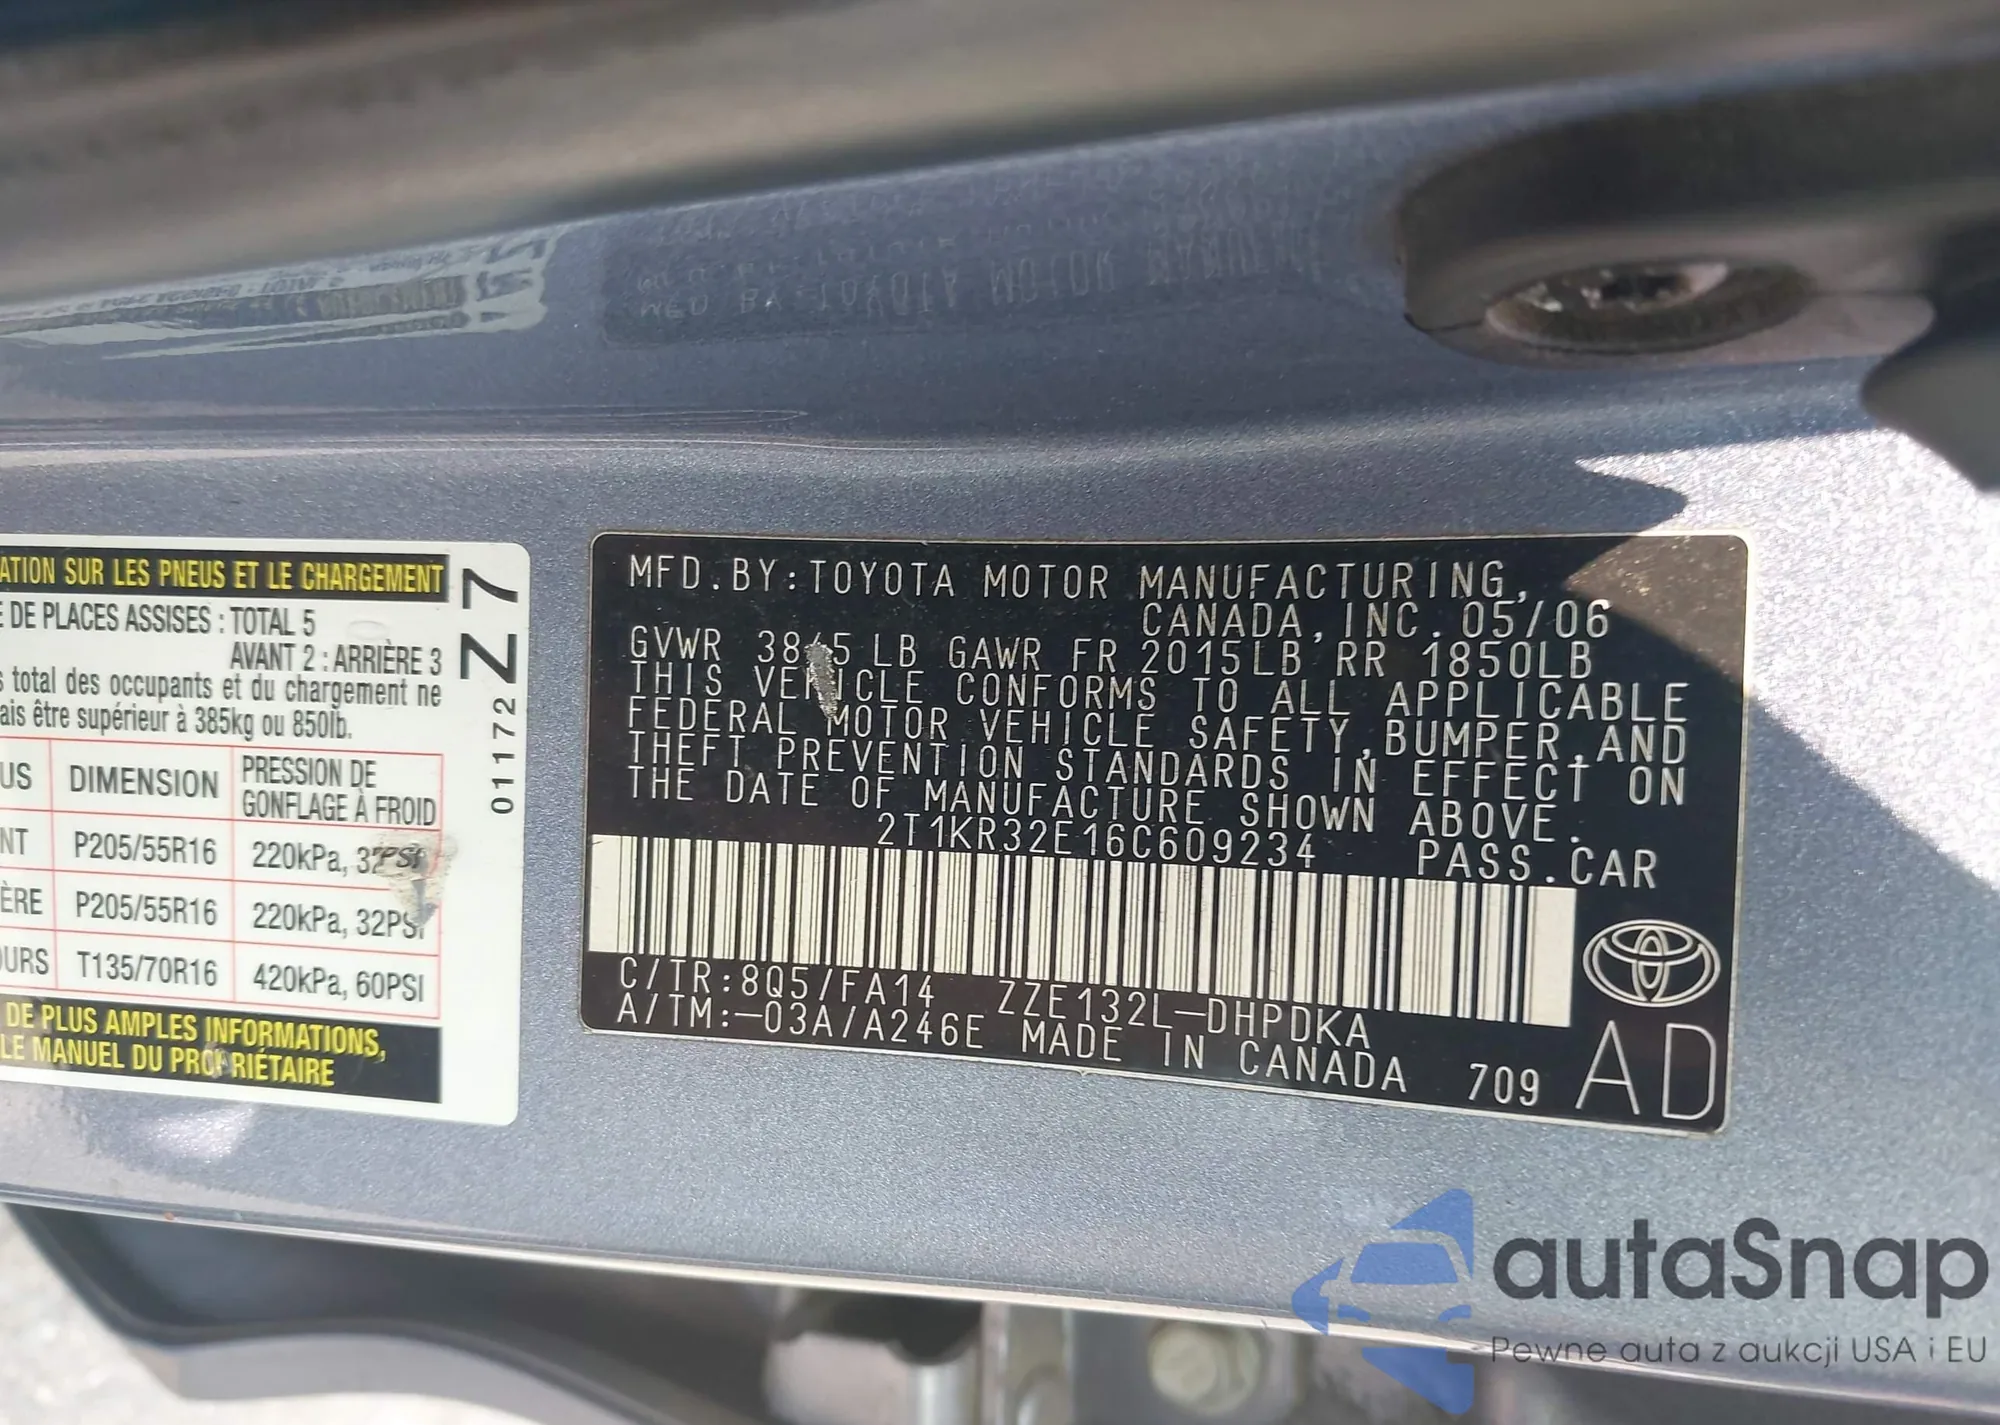 ATION SUR LES PNEUS ET LE CHARGEMENT
E DE PLACES ASSISES : TOTAL 5
AVANT 2 : ARRIÈRE 3
s total des occupants et du chargement ne
ais être supérieur à 385kg ou 850lb.
US DIMENSION PRESSION DE GONFLAGE À FROID
NT P205/55R16 220kPa, 32PSI
ÈRE P205/55R16 220kPa, 32PSI
OURS T135/70R16 420kPa, 60PSI
DE PLUS AMPLES INFORMATIONS,
LE MANUEL DU PROPRIÉTAIRE
01172 Z7
MFD.BY:TOYOTA MOTOR MANUFACTURING,
CANADA,INC. 05/06
GVWR LB GAWR FR 2015LB RR 1850LB
THIS VEHICLE CONFORMS TO ALL APPLICABLE
FEDERAL MOTOR VEHICLE SAFETY,BUMPER,AND
THEFT PREVENTION STANDARDS IN EFFECT ON
THE DATE OF MANUFACTURE SHOWN ABOVE.
2T1KR32E16C609234 PASS.CAR
C/TR:8Q5/FA14 ZZE132L-DHPDKA
A/TM:-03A/A246E MADE IN CANADA 709
AD
autaSnap
Pewne auta z aukcji USA i EU